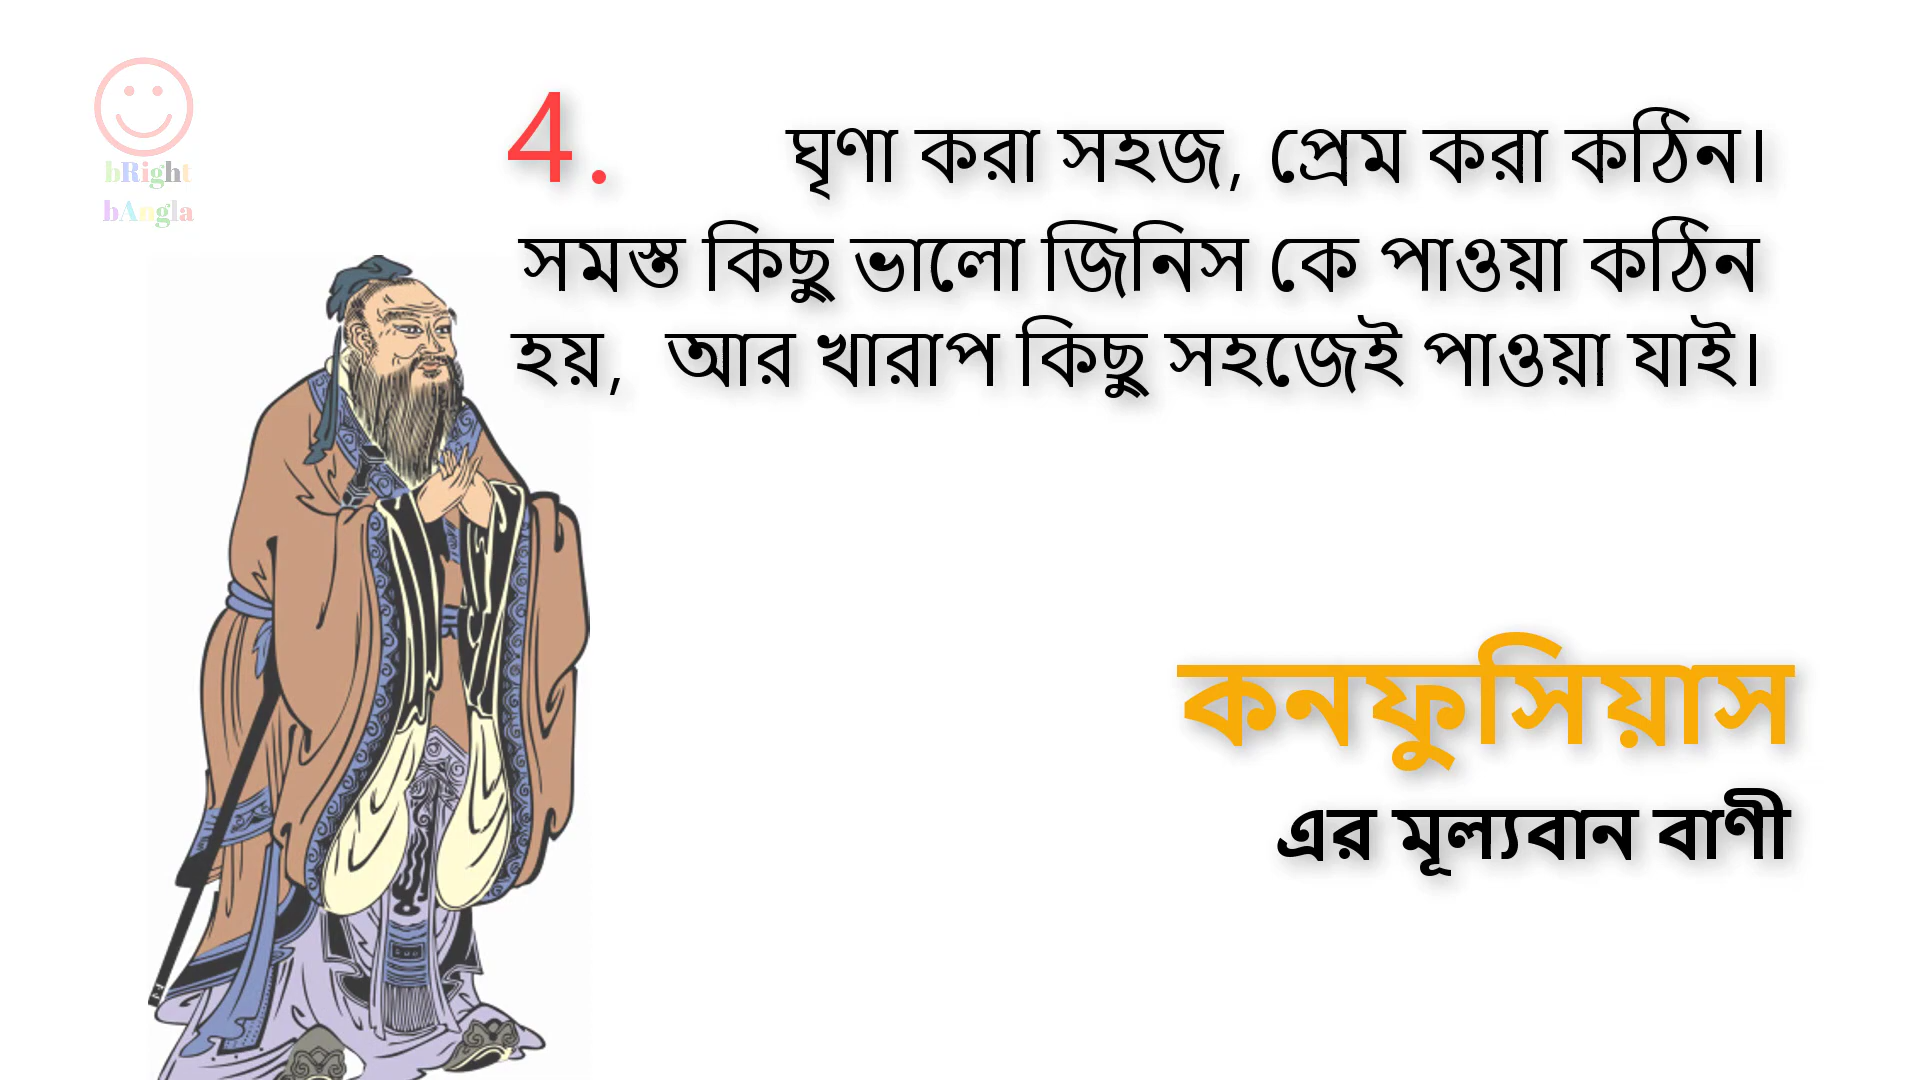 bRight
bAngla
4. ঘৃণা করা সহজ, প্রেম করা কঠিন।
সমস্ত কিছু ভালো জিনিস কে পাওয়া কঠিন
হয়, আর খারাপ কিছু সহজেই পাওয়া যাই।
কনফুসিয়াস
এর মূল্যবান বাণী